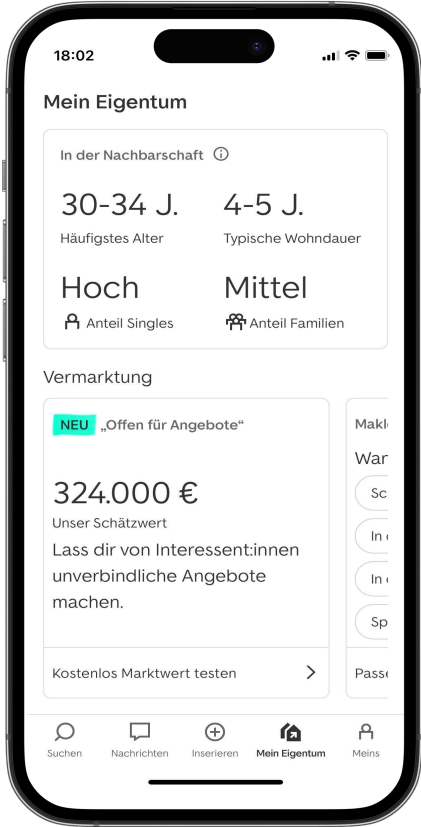 18:02
Mein Eigentum
In der Nachbarschaft
30-34 J.
4-5 J.
Häufigstes Alter
Typische Wohndauer
Hoch
Mittel
Anteil Singles
Anteil Familien
Vermarktung
NEU „Offen für Angebote“
324.000 €
Unser Schätzwert
Lass dir von Interessent:innen
unverbindliche Angebote
machen.
Kostenlos Marktwert testen
Suchen
Nachrichten
Inserieren
Mein Eigentum
Meins